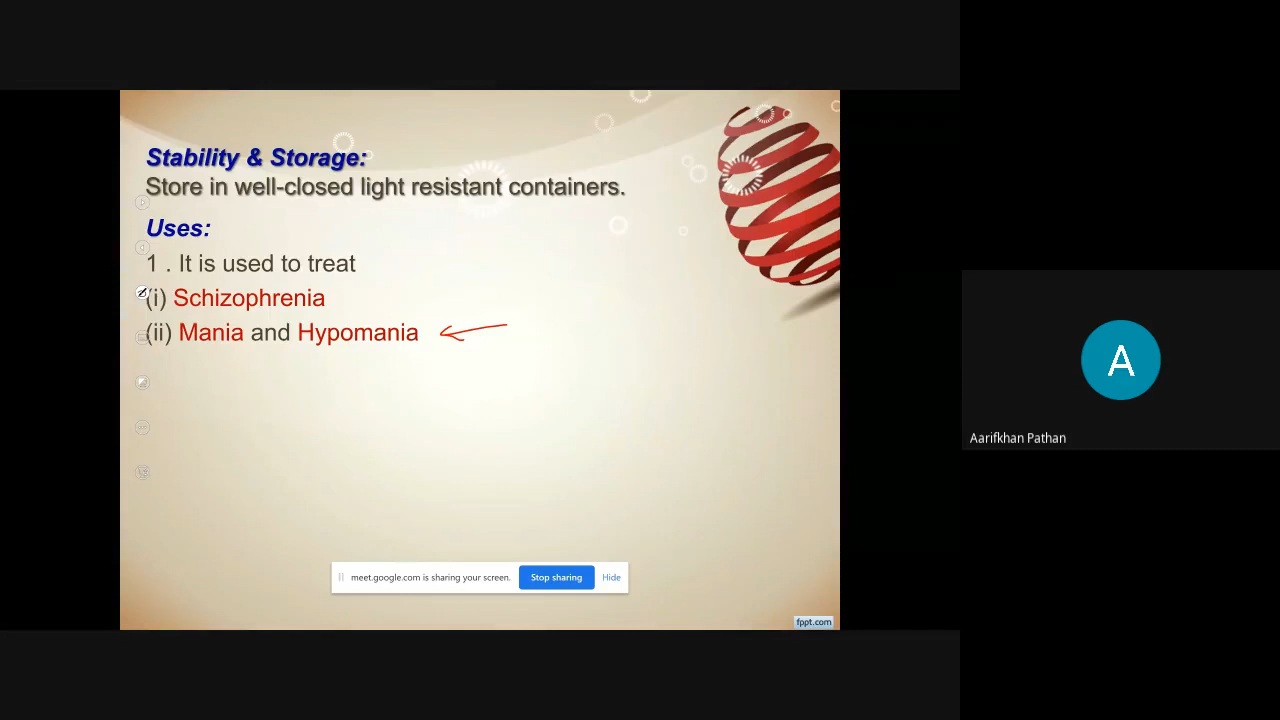 Stability & Storage:
Store in well-closed light resistant containers.
Uses:
1 . It is used to treat
(i) Schizophrenia
(ii) Mania and Hypomania
meet.google.com is sharing your screen. Stop sharing Hide
fppt.com
A
Aarifkhan Pathan